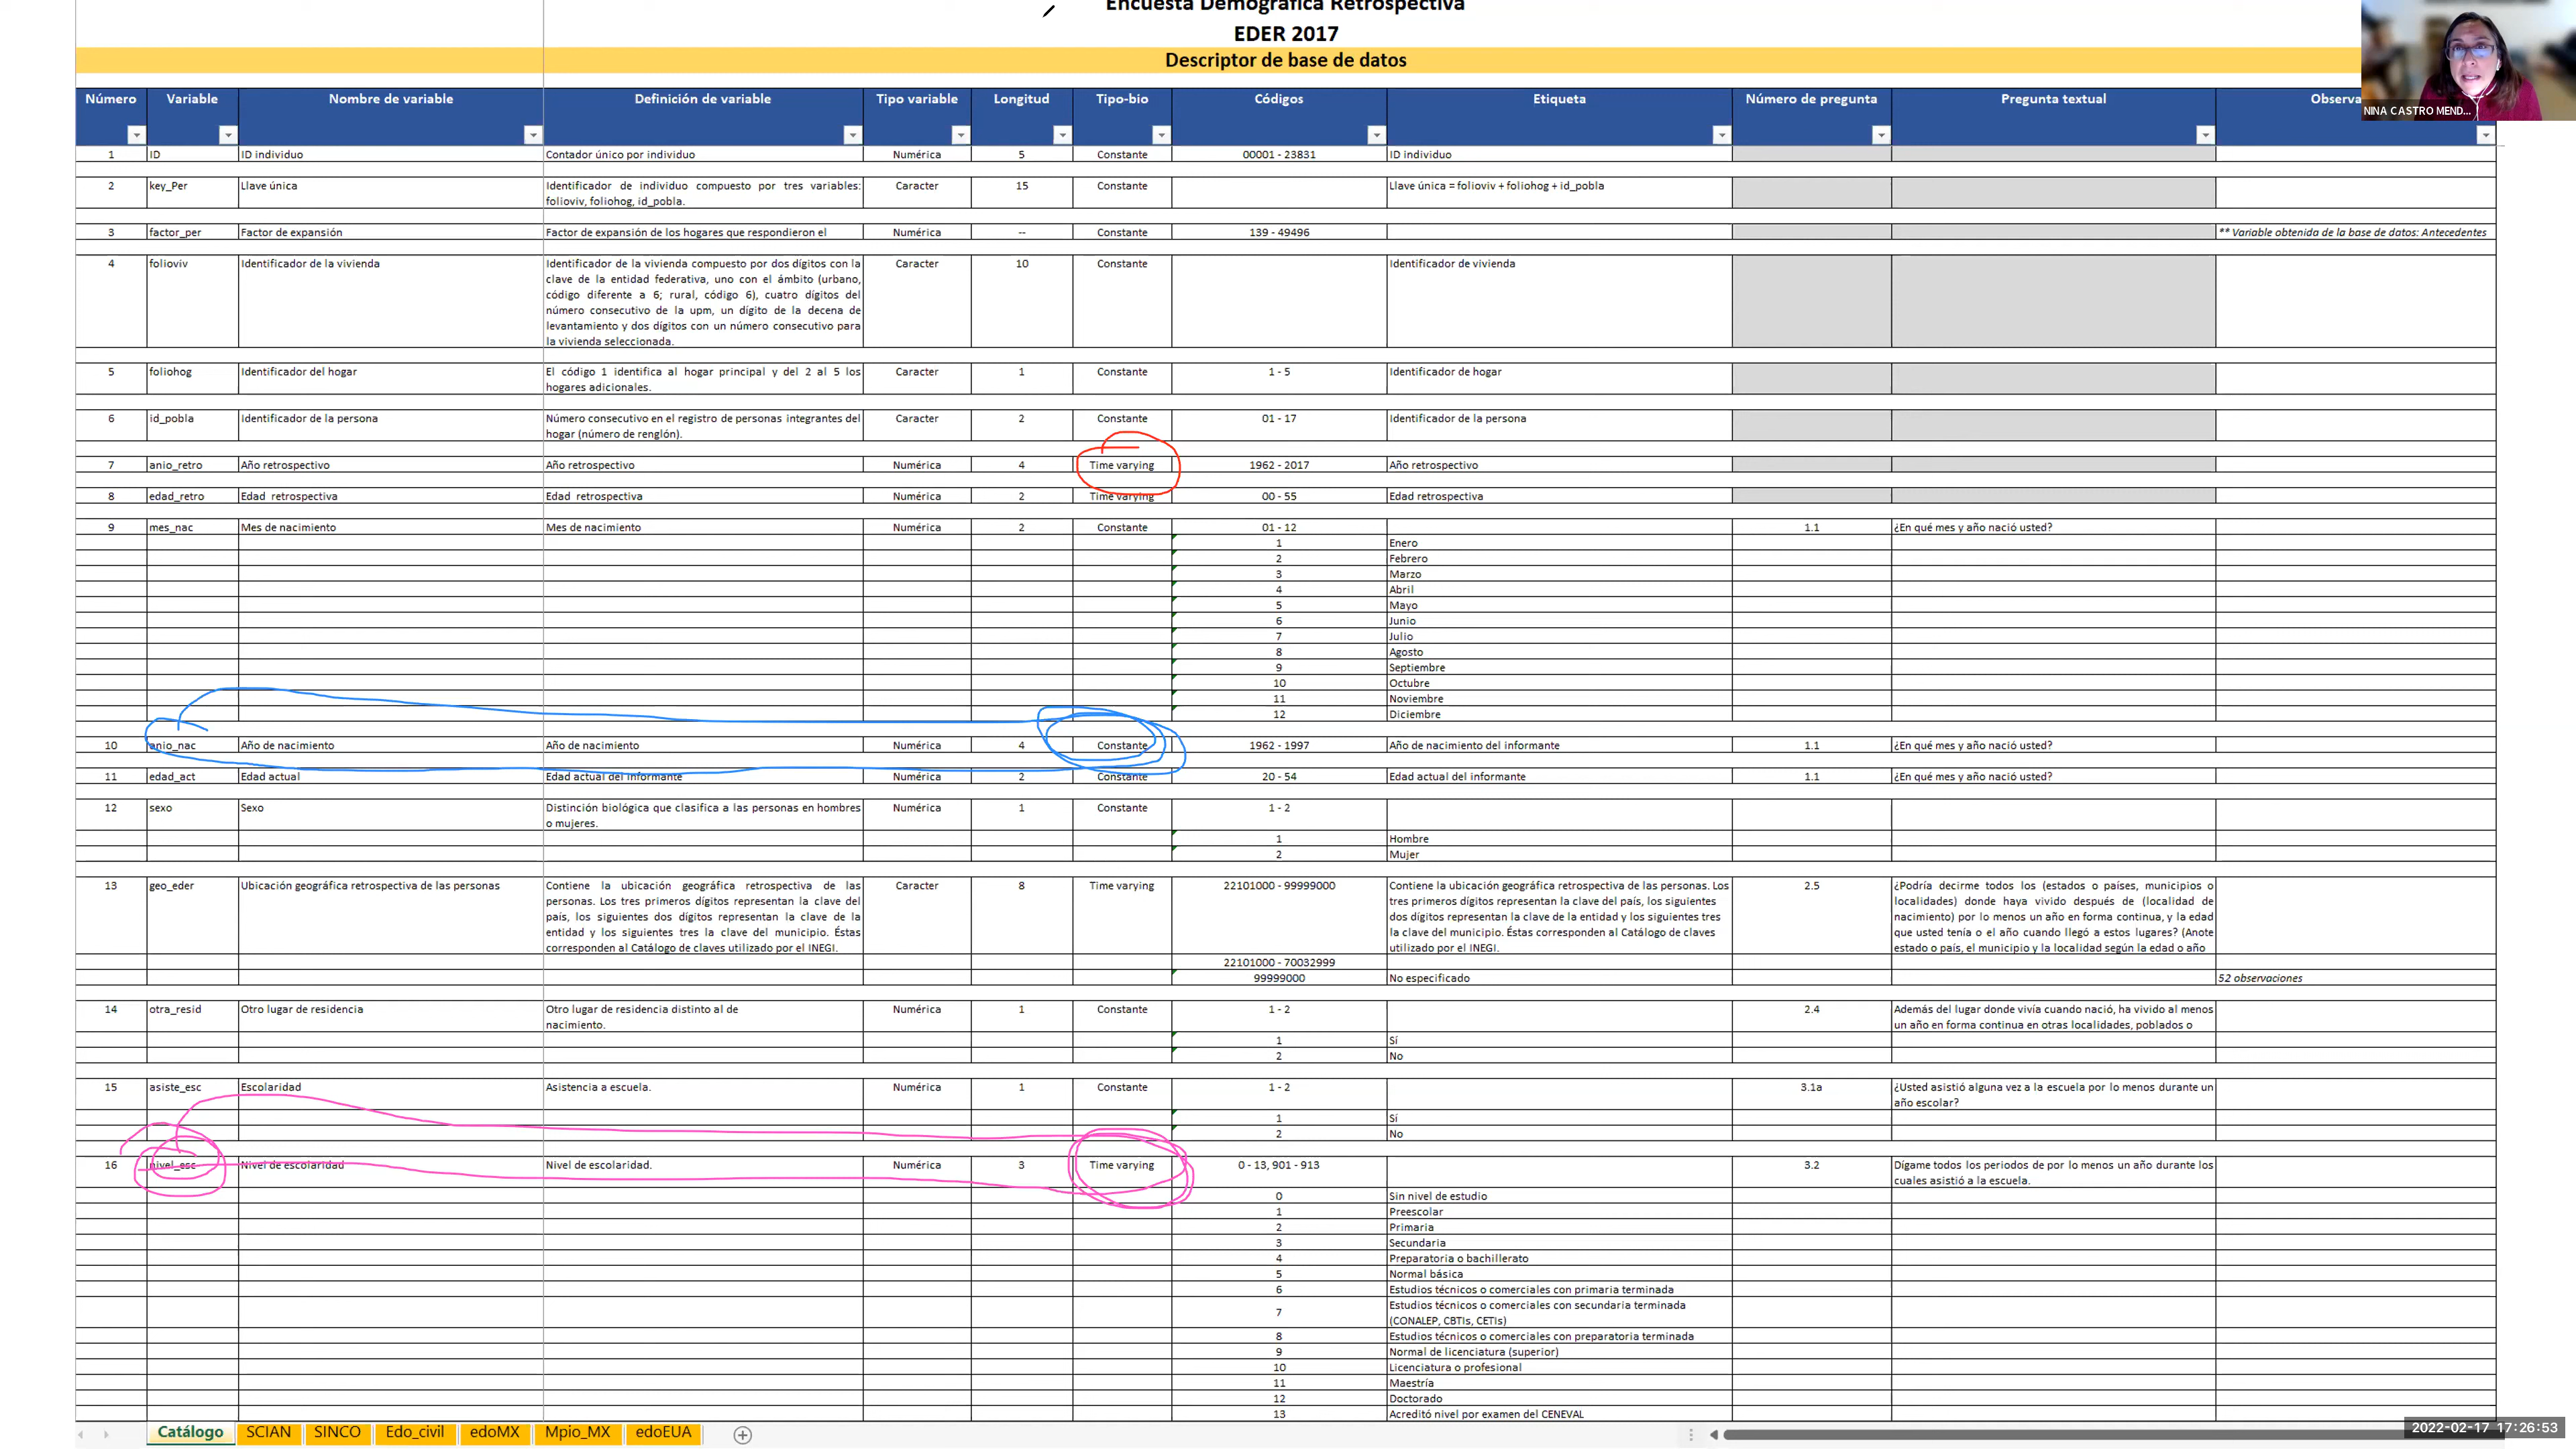 Encuesta Demográfica Retrospectiva
EDER 2017
Descriptor de base de datos
NINA CASTRO MEND...
Número Variable Nombre de variable Definición de variable Tipo variable Longitud Tipo-bio Códigos Etiqueta Número de pregunta Pregunta textual Observa
1 ID ID individuo Contador único por individuo Numérica 5 Constante 00001 - 23831 ID individuo
2 key_Per Llave única Identificador de individuo compuesto por tres variables: Caracter 15 Constante Llave única = folioviv + foliohog + id_pobla
folioviv, foliohog, id_pobla.
3 factor_per Factor de expansión Factor de expansión de los hogares que respondieron el Numérica -- Constante 139 - 49496 ** Variable obtenida de la base de datos: Antecedentes
4 folioviv Identificador de la vivienda Identificador de la vivienda compuesto por dos dígitos con la Caracter 10 Constante Identificador de vivienda
clave de la entidad federativa, uno con el ámbito (urbano,
código diferente a 6; rural, código 6), cuatro dígitos del
número consecutivo de la upm, un dígito de la decena de
levantamiento y dos dígitos con un número consecutivo para
la vivienda seleccionada.
5 foliohog Identificador del hogar El código 1 identifica al hogar principal y del 2 al 5 los Caracter 1 Constante 1 - 5 Identificador de hogar
hogares adicionales.
6 id_pobla Identificador de la persona Número consecutivo en el registro de personas integrantes del Caracter 2 Constante 01 - 17 Identificador de la persona
hogar (número de renglón).
7 anio_retro Año retrospectivo Año retrospectivo Numérica 4 Time varying 1962 - 2017 Año retrospectivo
8 edad_retro Edad retrospectiva Edad retrospectiva Numérica 2 Time varying 00 - 55 Edad retrospectiva
9 mes_nac Mes de nacimiento Mes de nacimiento Numérica 2 Constante 01 - 12 1.1 ¿En qué mes y año nació usted?
1 Enero
2 Febrero
3 Marzo
4 Abril
5 Mayo
6 Junio
7 Julio
8 Agosto
9 Septiembre
10 Octubre
11 Noviembre
12 Diciembre
10 anio_nac Año de nacimiento Año de nacimiento Numérica 4 Constante 1962 - 1997 Año de nacimiento del informante 1.1 ¿En qué mes y año nació usted?
11 edad_act Edad actual Edad actual del informante Numérica 2 Constante 20 - 54 Edad actual del informante 1.1 ¿En qué mes y año nació usted?
12 sexo Sexo Distinción biológica que clasifica a las personas en hombres Numérica 1 Constante 1 - 2
o mujeres.
1 Hombre
2 Mujer
13 geo_eder Ubicación geográfica retrospectiva de las personas Contiene la ubicación geográfica retrospectiva de las Caracter 8 Time varying 22101000 - 99999000 Contiene la ubicación geográfica retrospectiva de las personas. Los 2.5 ¿Podría decirme todos los (estados o países, municipios o
personas. Los tres primeros dígitos representan la clave del tres primeros dígitos representan la clave del país, los siguientes localidades) donde haya vivido después de (localidad de
país, los siguientes dos dígitos representan la clave de la dos dígitos representan la clave de la entidad y los siguientes tres nacimiento) por lo menos un año en forma continua, y la edad
entidad y los siguientes tres la clave del municipio. Éstas la clave del municipio. Éstas corresponden al Catálogo de claves que usted tenía o el año cuando llegó a estos lugares? (Anote
corresponden al Catálogo de claves utilizado por el INEGI. utilizado por el INEGI. estado o país, el municipio y la localidad según la edad o año
22101000 - 70032999
99999000 No especificado 52 observaciones
14 otra_resid Otro lugar de residencia Otro lugar de residencia distinto al de Numérica 1 Constante 1 - 2 2.4 Además del lugar donde vivía cuando nació, ha vivido al menos
nacimiento. un año en forma continua en otras localidades, poblados o
1 Sí
2 No
15 asiste_esc Escolaridad Asistencia a escuela. Numérica 1 Constante 1 - 2 3.1a ¿Usted asistió alguna vez a la escuela por lo menos durante un
año escolar?
1 Sí
2 No
16 nivel_esc Nivel de escolaridad Nivel de escolaridad. Numérica 3 Time varying 0 - 13, 901 - 913 3.2 Dígame todos los periodos de por lo menos un año durante los
cuales asistió a la escuela.
0 Sin nivel de estudio
1 Preescolar
2 Primaria
3 Secundaria
4 Preparatoria o bachillerato
5 Normal básica
6 Estudios técnicos o comerciales con primaria terminada
7 Estudios técnicos o comerciales con secundaria terminada
(CONALEP, CBTIs, CETIs)
8 Estudios técnicos o comerciales con preparatoria terminada
9 Normal de licenciatura (superior)
10 Licenciatura o profesional
11 Maestría
12 Doctorado
13 Acreditó nivel por examen del CENEVAL
Catálogo SCIAN SINCO Edo_civil edoMX Mpio_MX edoEUA
2022-02-17 17:26:53